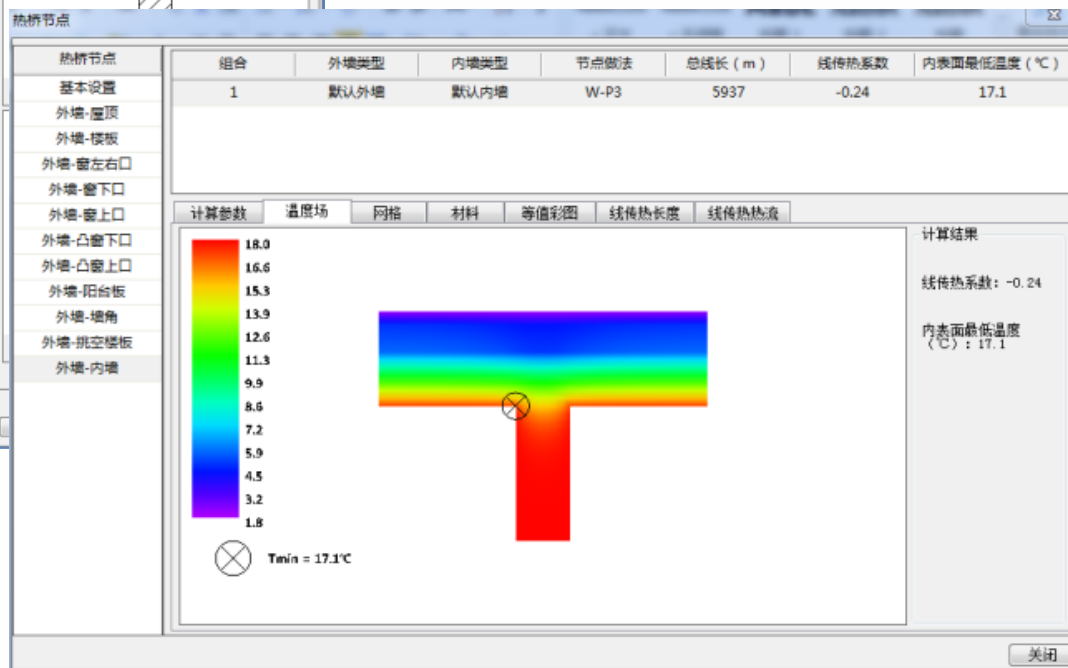 热桥节点
热桥节点
基本设置
外墙-屋顶
外墙-楼板
外墙-窗左右口
外墙-窗下口
外墙-窗上口
外墙-凸窗下口
外墙-凸窗上口
外墙-阳台板
外墙-墙角
外墙-挑空楼板
外墙-内墙
组合 外墙类型 内墙类型 节点做法 总线长（m） 线传热系数 内表面最低温度（℃）
1 默认外墙 默认内墙 W-P3 5937 -0.24 17.1
计算参数 温度场 网格 材料 等值彩图 线传热长度 线传热热流
18.0
16.6
15.3
13.9
12.6
11.3
9.9
8.6
7.2
5.9
4.5
3.2
1.8
Tmin = 17.1℃
计算结果
线传热系数: -0.24
内表面最低温度
（℃）: 17.1
关闭